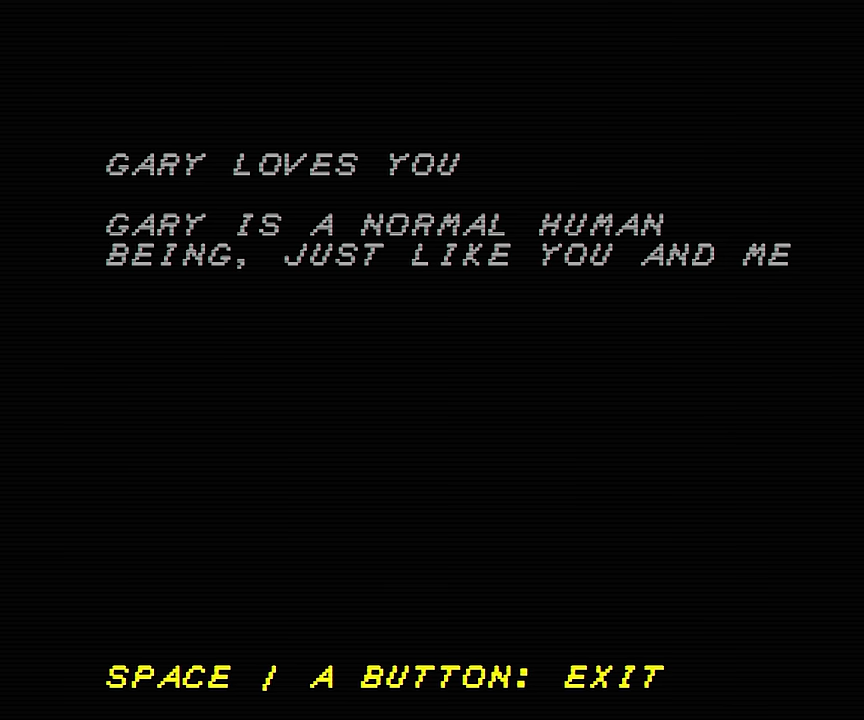 GARY LOVES YOU
GARY IS A NORMAL HUMAN
BEING, JUST LIKE YOU AND ME
SPACE / A BUTTON: EXIT